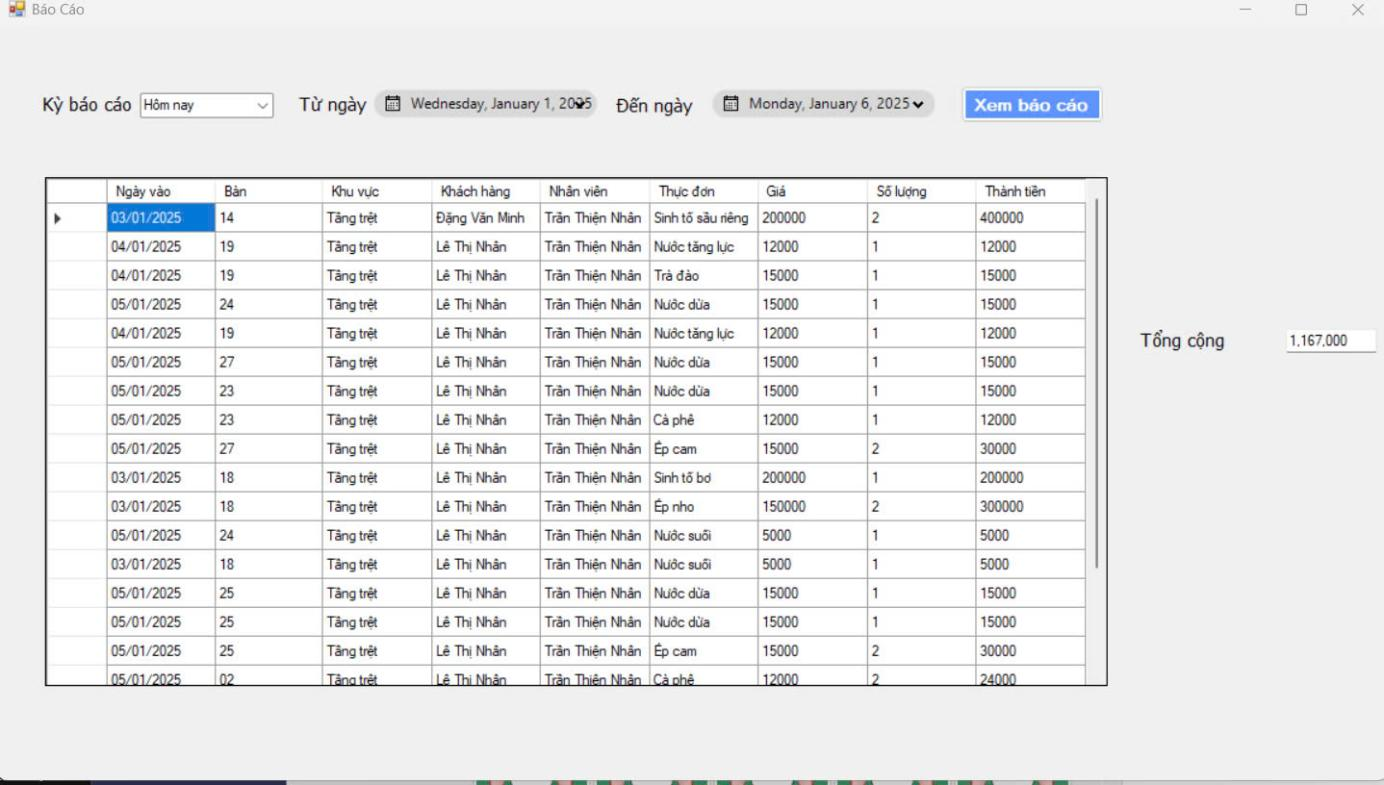 Báo Cáo
Kỳ báo cáo Hôm nay Từ ngày Wednesday, January 1, 2025 Đến ngày Monday, January 6, 2025 Xem báo cáo
Ngày vào Bàn Khu vực Khách hàng Nhân viên Thực đơn Giá Số lượng Thành tiền
03/01/2025 14 Tầng trệt Đặng Văn Minh Trần Thiện Nhân Sinh tố sầu riêng 200000 2 400000
04/01/2025 19 Tầng trệt Lê Thị Nhân Trần Thiện Nhân Nước tăng lực 12000 1 12000
04/01/2025 19 Tầng trệt Lê Thị Nhân Trần Thiện Nhân Trà đào 15000 1 15000
05/01/2025 24 Tầng trệt Lê Thị Nhân Trần Thiện Nhân Nước dừa 15000 1 15000
04/01/2025 19 Tầng trệt Lê Thị Nhân Trần Thiện Nhân Nước tăng lực 12000 1 12000
05/01/2025 27 Tầng trệt Lê Thị Nhân Trần Thiện Nhân Nước dừa 15000 1 15000
05/01/2025 23 Tầng trệt Lê Thị Nhân Trần Thiện Nhân Nước dừa 15000 1 15000
05/01/2025 23 Tầng trệt Lê Thị Nhân Trần Thiện Nhân Cà phê 12000 1 12000
05/01/2025 27 Tầng trệt Lê Thị Nhân Trần Thiện Nhân Ép cam 15000 2 30000
03/01/2025 18 Tầng trệt Lê Thị Nhân Trần Thiện Nhân Sinh tố bơ 200000 1 200000
03/01/2025 18 Tầng trệt Lê Thị Nhân Trần Thiện Nhân Ép nho 150000 2 300000
05/01/2025 24 Tầng trệt Lê Thị Nhân Trần Thiện Nhân Nước suối 5000 1 5000
03/01/2025 18 Tầng trệt Lê Thị Nhân Trần Thiện Nhân Nước suối 5000 1 5000
05/01/2025 25 Tầng trệt Lê Thị Nhân Trần Thiện Nhân Nước dừa 15000 1 15000
05/01/2025 25 Tầng trệt Lê Thị Nhân Trần Thiện Nhân Nước dừa 15000 1 15000
05/01/2025 25 Tầng trệt Lê Thị Nhân Trần Thiện Nhân Ép cam 15000 2 30000
05/01/2025 02 Tầng trệt Lê Thị Nhân Trần Thiện Nhân Cà phê 12000 2 24000
Tổng cộng 1,167,000